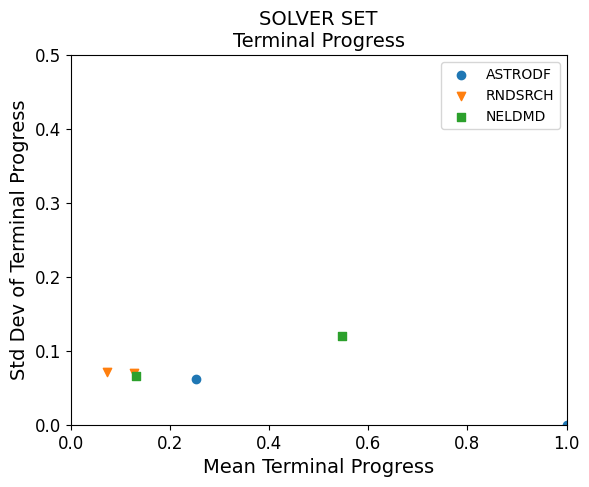 SOLVER SET
Terminal Progress
ASTRODF
RNDSRCH
NELDMD
Std Dev of Terminal Progress
0.5
0.4
0.3
0.2
0.1
0.0
0.0 0.2 0.4 0.6 0.8 1.0
Mean Terminal Progress